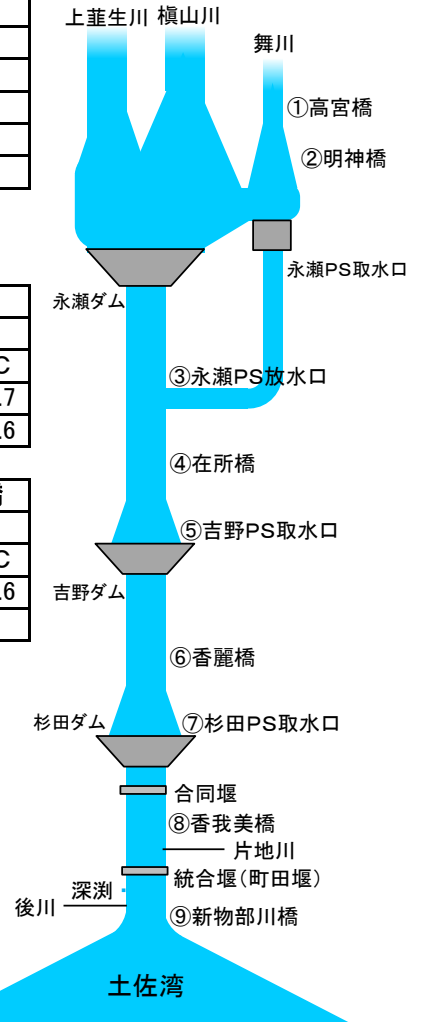 上韮生川 槇山川
舞川
①高宮橋
②明神橋
永瀬PS取水口
永瀬ダム
③永瀬PS放水口
C
.7
.6
④在所橋
⑤吉野PS取水口
C
.6
吉野ダム
⑥香麗橋
杉田ダム
⑦杉田PS取水口
合同堰
⑧香我美橋
片地川
統合堰(町田堰)
深渕
後川
⑨新物部川橋
土佐湾